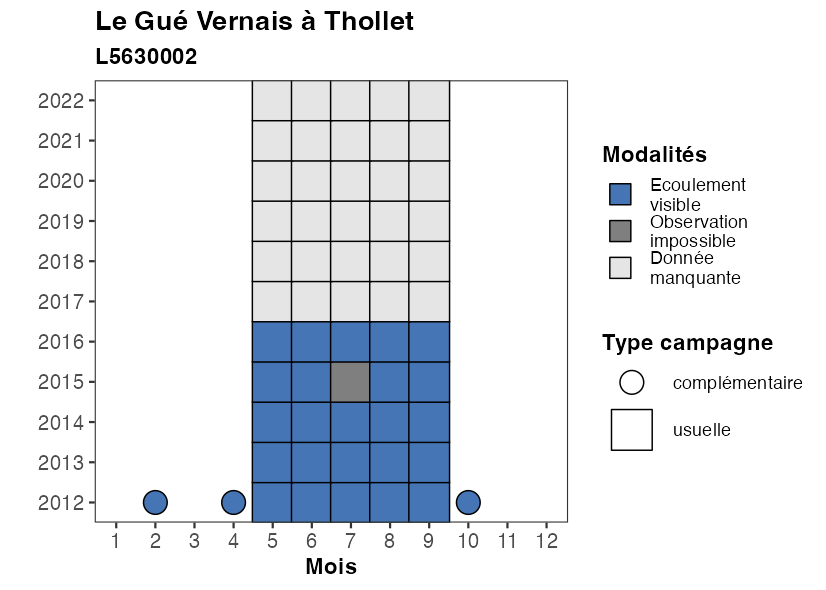 Le Gué Vernais à Thollet
L5630002
2022
2021
2020
2019
2018
2017
2016
2015
2014
2013
2012
1 2 3 4 5 6 7 8 9 10 11 12
Mois
Modalités
Ecoulement
visible
Observation
impossible
Donnée
manquante
Type campagne
complémentaire
usuelle